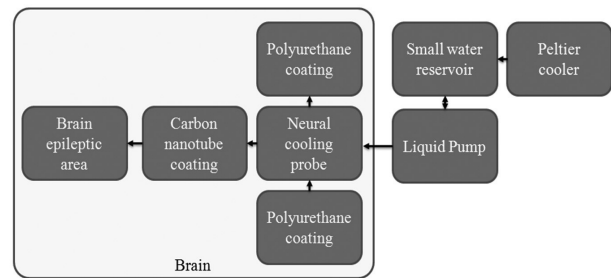 Polyurethane
coating
Small water
reservoir
Peltier
cooler
Brain
epileptic
area
Carbon
nanotube
coating
Neural
cooling
probe
Liquid Pump
Polyurethane
coating
Brain